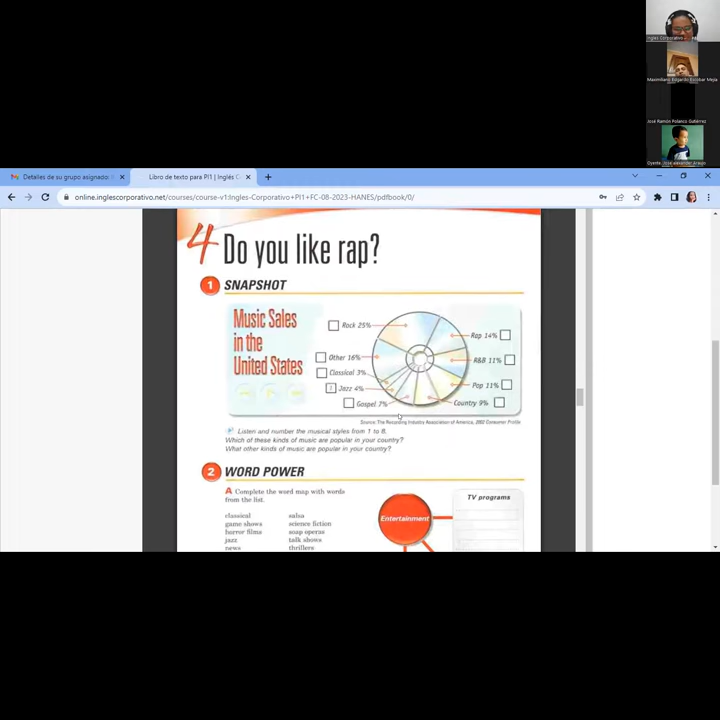 Inglés Corporativo
Maximiliano Edgardo Escobar Mejía
José Ramón Polanco Gutiérrez
Oyente. Jose alexander Araujo
Detalles de su grupo asignado
Libro de texto para PI1 | Inglés C
online.inglescorporativo.net/courses/course-v1:Ingles-Corporativo+PI1+FC-08-2023-HANES/pdfbook/0/
4 Do you like rap?
1 SNAPSHOT
Music Sales
in the
United States
Rock 25%
Other 16%
Classical 3%
1 Jazz 4%
Gospel 7%
Rap 14%
R&B 11%
Pop 11%
Country 9%
Source: The Recording Industry Association of America, 2002 Consumer Profile
Listen and number the musical styles from 1 to 8.
Which of these kinds of music are popular in your country?
What other kinds of music are popular in your country?
2 WORD POWER
A Complete the word map with words
from the list.
classical
game shows
horror films
jazz
news
salsa
science fiction
soap operas
talk shows
thrillers
Entertainment
TV programs